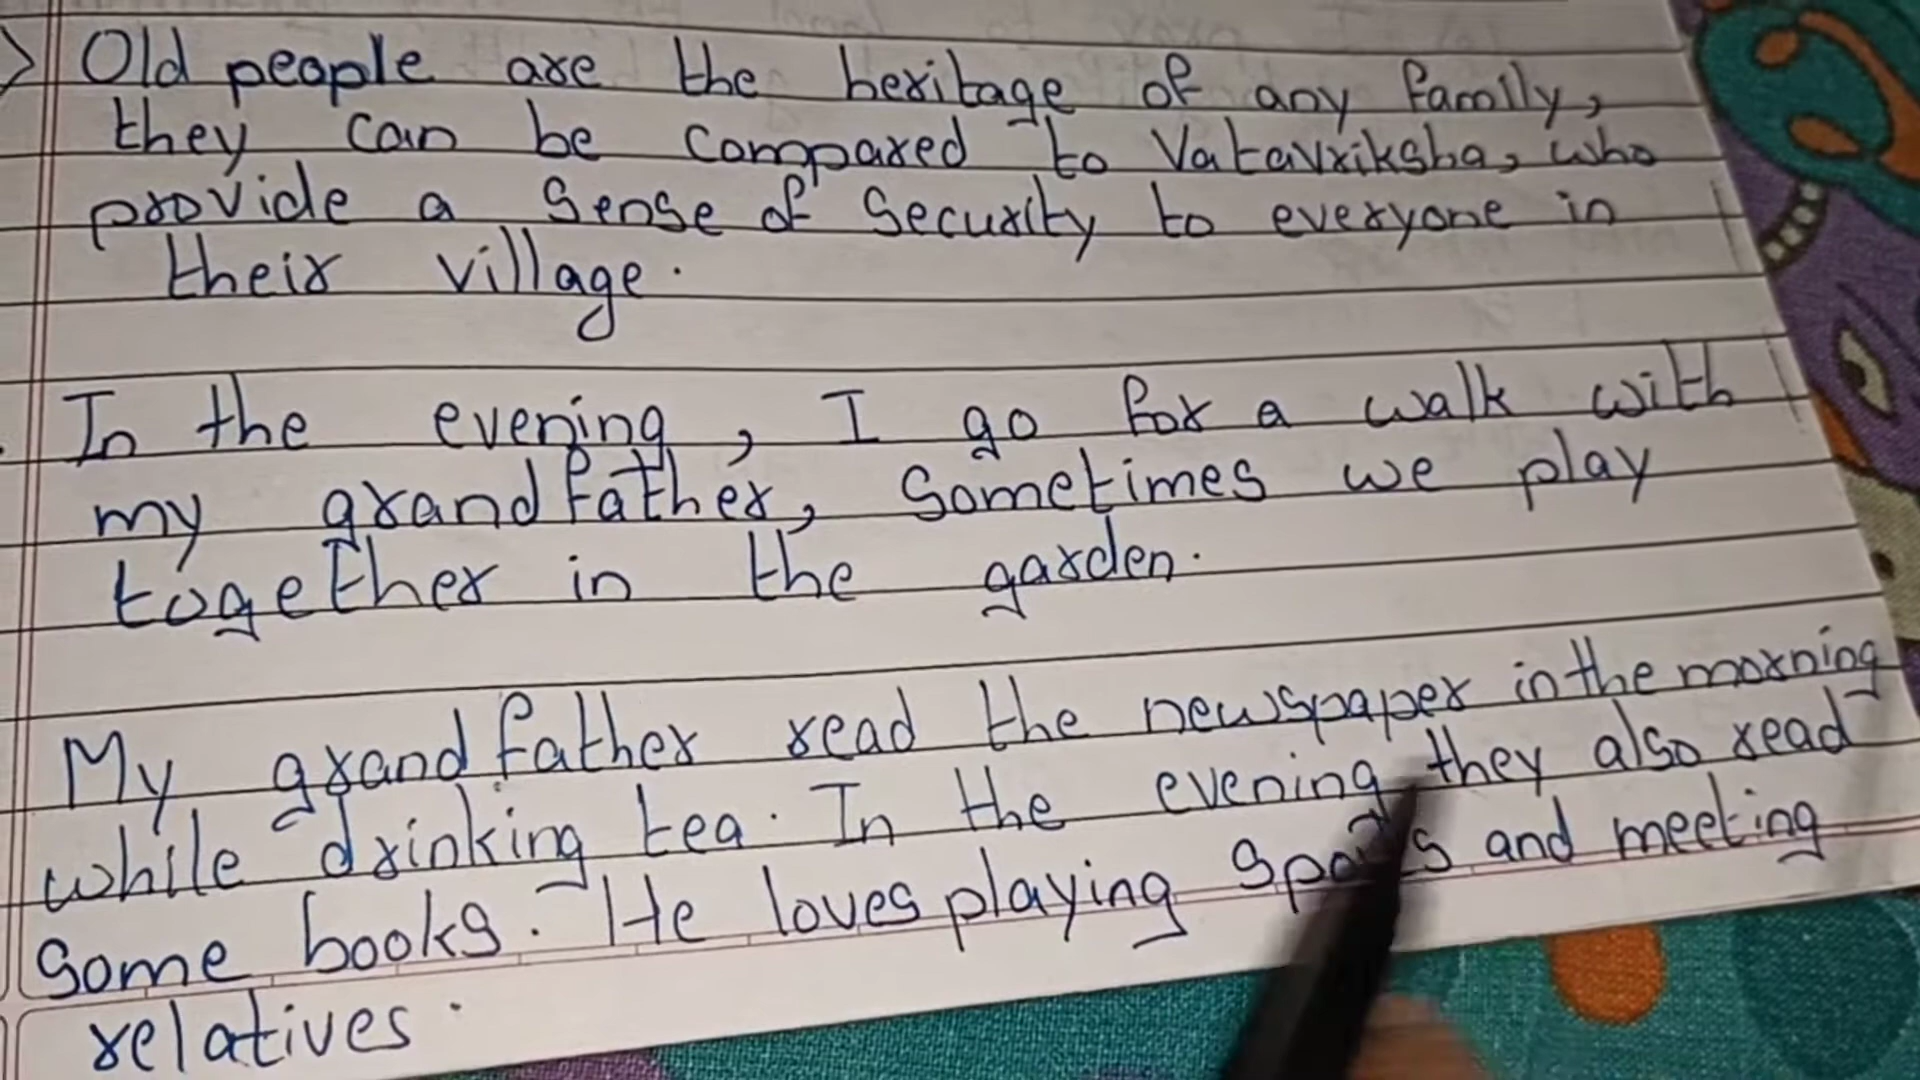 Old people are the heritage of any family,
they can be compared to Vatavriksha, who
provide a sense of security to everyone in
their village.
In the evening, I go for a walk with
my grandfather, Sometimes we play
together in the garden.
My grandfather read the newspaper in the morning
while drinking tea. In the evening they also read
some books. He loves playing and meeting
relatives.